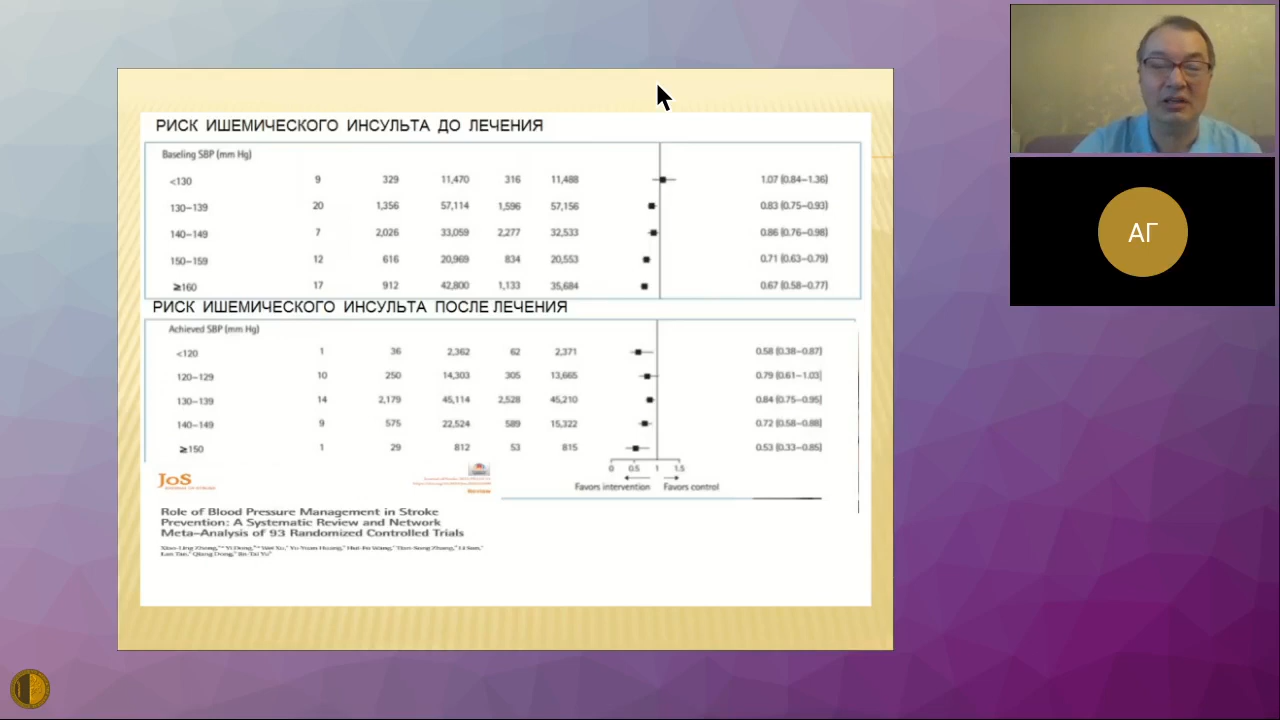 РИСК ИШЕМИЧЕСКОГО ИНСУЛЬТА ДО ЛЕЧЕНИЯ
Baseling SBP (mm Hg)
<130 9 329 11,470 316 11,488 1.07 (0.84–1.36)
130–139 20 1,356 57,114 1,596 57,156 0.83 (0.75–0.93)
140–149 7 2,026 33,059 2,277 32,533 0.86 (0.76–0.98)
150–159 12 616 20,969 834 20,553 0.71 (0.63–0.79)
≥160 17 912 42,800 1,133 35,684 0.67 (0.58–0.77)
РИСК ИШЕМИЧЕСКОГО ИНСУЛЬТА ПОСЛЕ ЛЕЧЕНИЯ
Achieved SBP (mm Hg)
<120 1 36 2,362 62 2,371 0.58 (0.38–0.87)
120–129 10 250 14,303 305 13,665 0.79 (0.61–1.03)
130–139 14 2,179 45,114 2,528 45,210 0.84 (0.75–0.95)
140–149 9 575 22,524 589 15,322 0.72 (0.58–0.88)
≥150 1 29 812 53 815 0.53 (0.33–0.85)
0 0.5 1 1.5
Favors intervention Favors control
JoS
Review
Role of Blood Pressure Management in Stroke
Prevention: A Systematic Review and Network
Meta–Analysis of 93 Randomized Controlled Trials
АГ